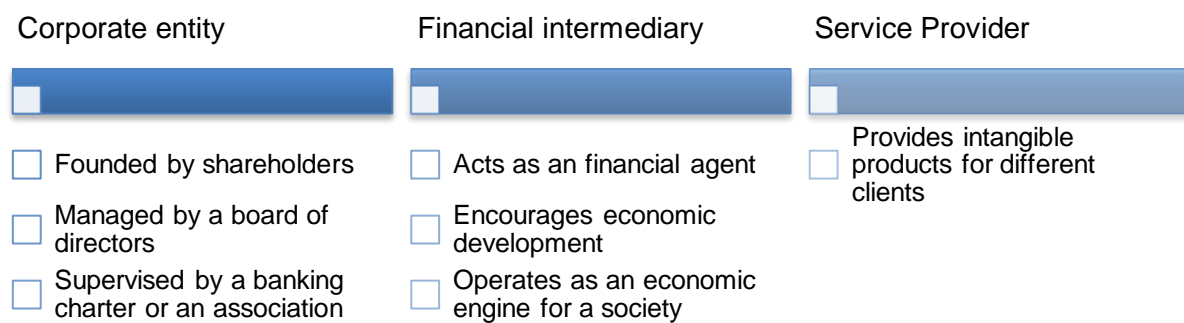 Corporate entity
Founded by shareholders
Managed by a board of
directors
Supervised by a banking
charter or an association
Financial intermediary
Acts as an financial agent
Encourages economic
development
Operates as an economic
engine for a society
Service Provider
Provides intangible
products for different
clients